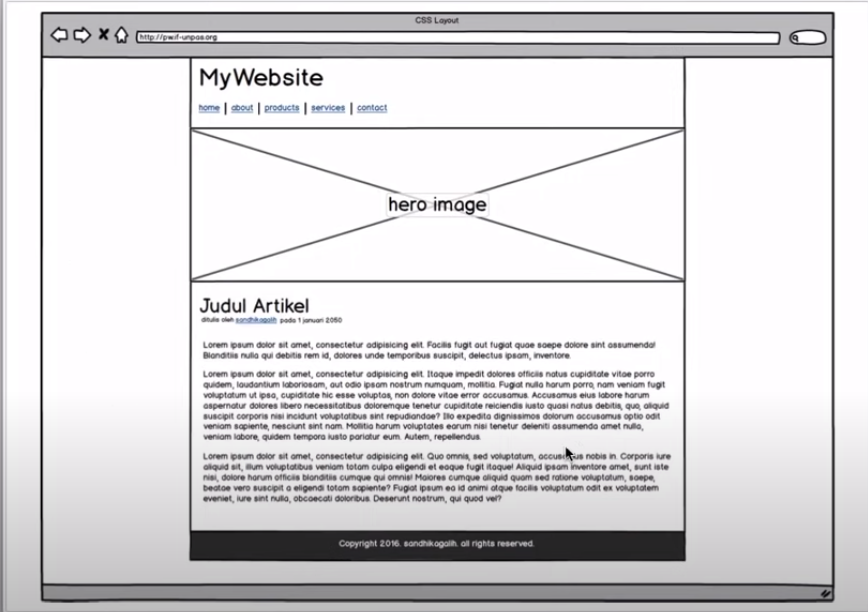 CSS Layout
http://pwif-unpas.org
MyWebsite
home | about | products | services | contact
hero image
Judul Artikel
ditulis oleh sandhikagalih pada 1 januari 2050
Lorem ipsum dolor sit amet, consectetur adipisicing elit. Facilis fugit aut fugiat quae saepe dolore sint assumenda!
Blanditiis nulla qui debitis rem id, dolores unde temporibus suscipit, delectus ipsam, inventore.
Lorem ipsum dolor sit amet, consectetur adipisicing elit. Itaque impedit dolores officiis natus cupiditate vitae porro
quidem, laudantium laboriosam, aut odio ipsam nostrum numquam, mollitia. Fugiat nulla harum porro, nam veniam fugit
voluptatum ut ipsa, cupiditate hic esse voluptas, non dolore vitae error accusamus. Accusamus eius labore harum
aspernatur dolores libero necessitatibus doloremque tenetur cupiditate reiciendis iusto quasi natus debitis, quo, aliquid
suscipit corporis nisi incidunt voluptatibus sint repudiandae? Illo expedita dignissimos dolorum accusamus optio odit
veniam sapiente, nesciunt sint nam. Mollitia harum voluptates earum nisi tenetur deleniti assumenda amet nulla,
veniam labore, quidem tempora iusto pariatur eum. Autem, repellendus.
Lorem ipsum dolor sit amet, consectetur adipisicing elit. Quo omnis, sed voluptatum, accusamus nobis in. Corporis iure
aliquid sit, illum voluptatibus veniam totam culpa eligendi et eaque fugit itaque! Aliquid ipsam inventore amet, sunt iste
nisi, dolore harum officiis blanditiis cumque qui omnis! Maiores cumque aliquid quam sed ratione voluptatum, saepe,
beatae vero suscipit a eligendi totam sapiente? Fugiat ipsum ea id animi atque facilis voluptatum odit ex voluptatem
eveniet, iure sint nulla, obcaecati doloribus. Deserunt nostrum, qui quod vel?
Copyright 2016. sandhikagalih. all rights reserved.